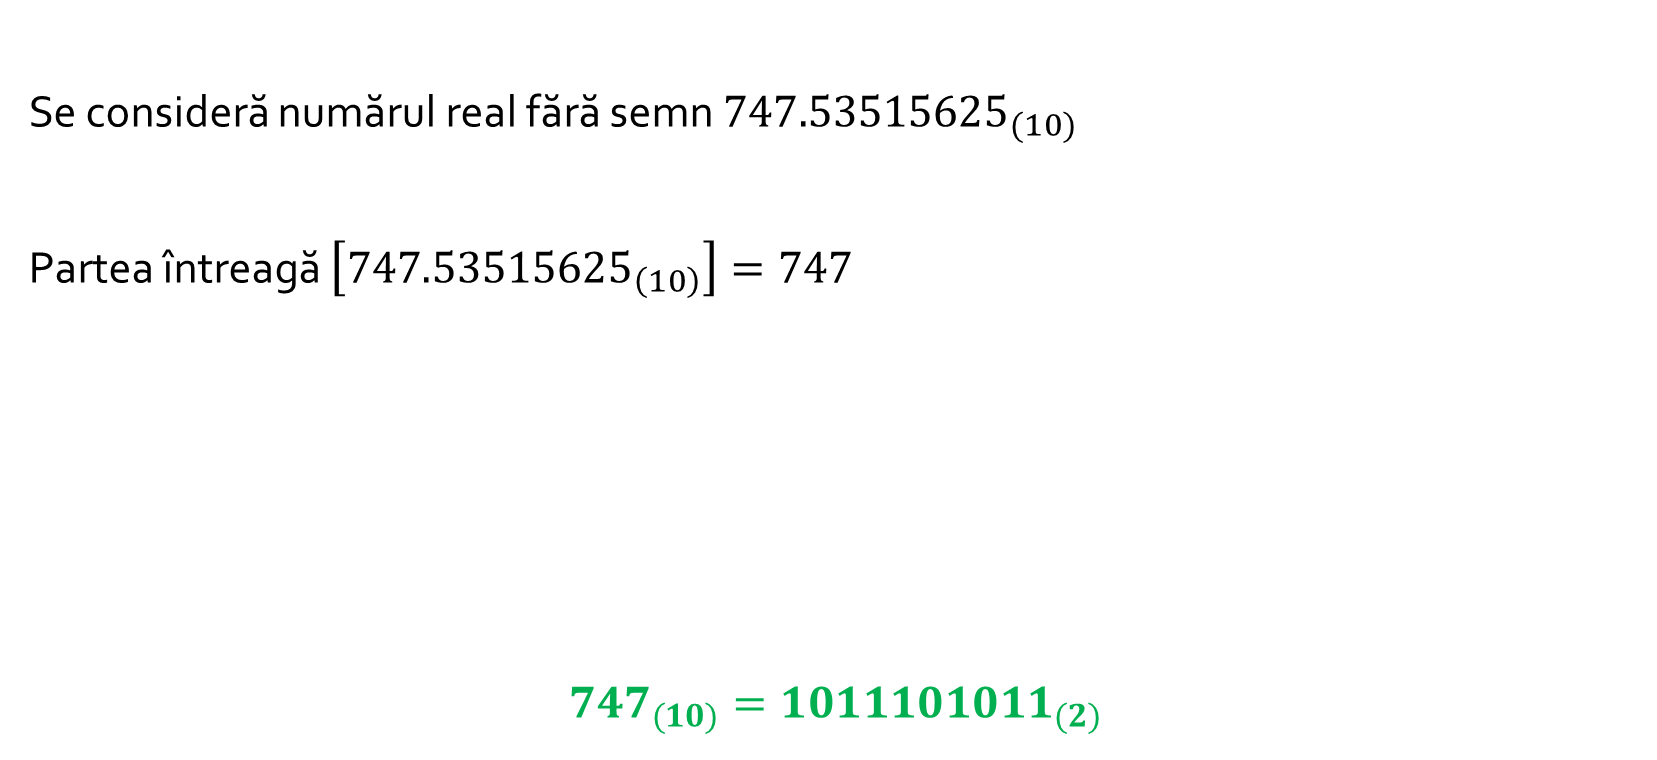 Se consideră numărul real fără semn 747.53515625₍₁₀₎
Partea întreagă [747.53515625₍₁₀₎] = 747
747₍₁₀₎ = 1011101011₍₂₎